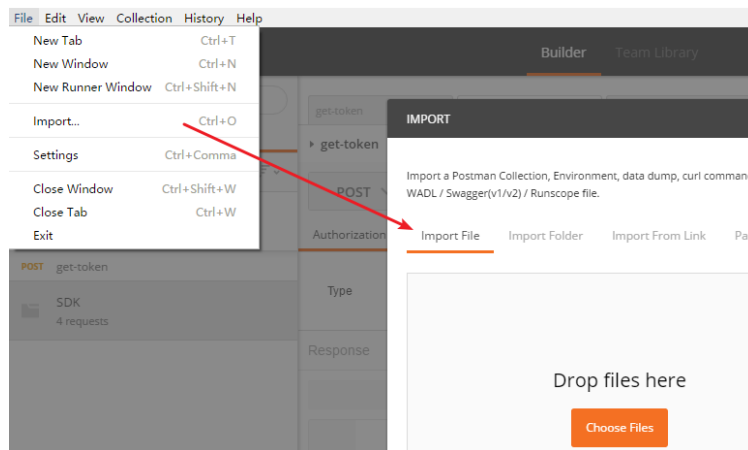 File Edit View Collection History Help
New Tab Ctrl+T
New Window Ctrl+N
New Runner Window Ctrl+Shift+N
Import... Ctrl+O
Settings Ctrl+Comma
Close Window Ctrl+Shift+W
Close Tab Ctrl+W
Exit
POST get-token
SDK
4 requests
Builder Team Library
get-token
get-token
POST
Authorization
Type
Response
IMPORT
Import a Postman Collection, Environment, data dump, curl comman
WADL / Swagger(v1/v2) / Runscope file.
Import File Import Folder Import From Link Pa
Drop files here
Choose Files